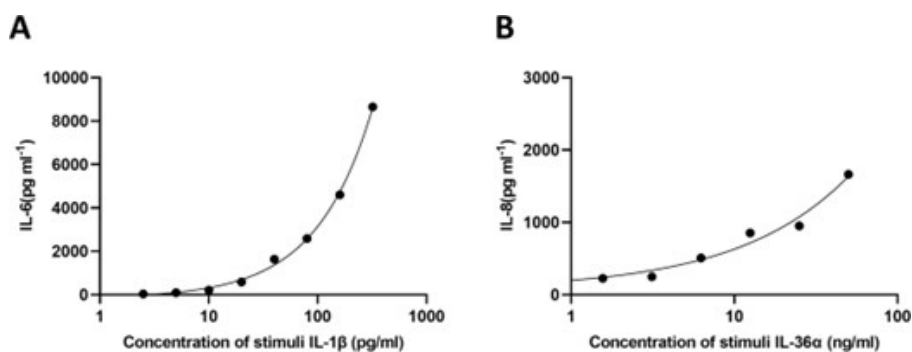 A
B
IL-6(pg ml-1)
10000
8000
6000
4000
2000
0
1
10
100
1000
Concentration of stimuli IL-1β (pg/ml)
IL-8(pg ml-1)
3000
2000
1000
0
1
10
100
Concentration of stimuli IL-36α (ng/ml)